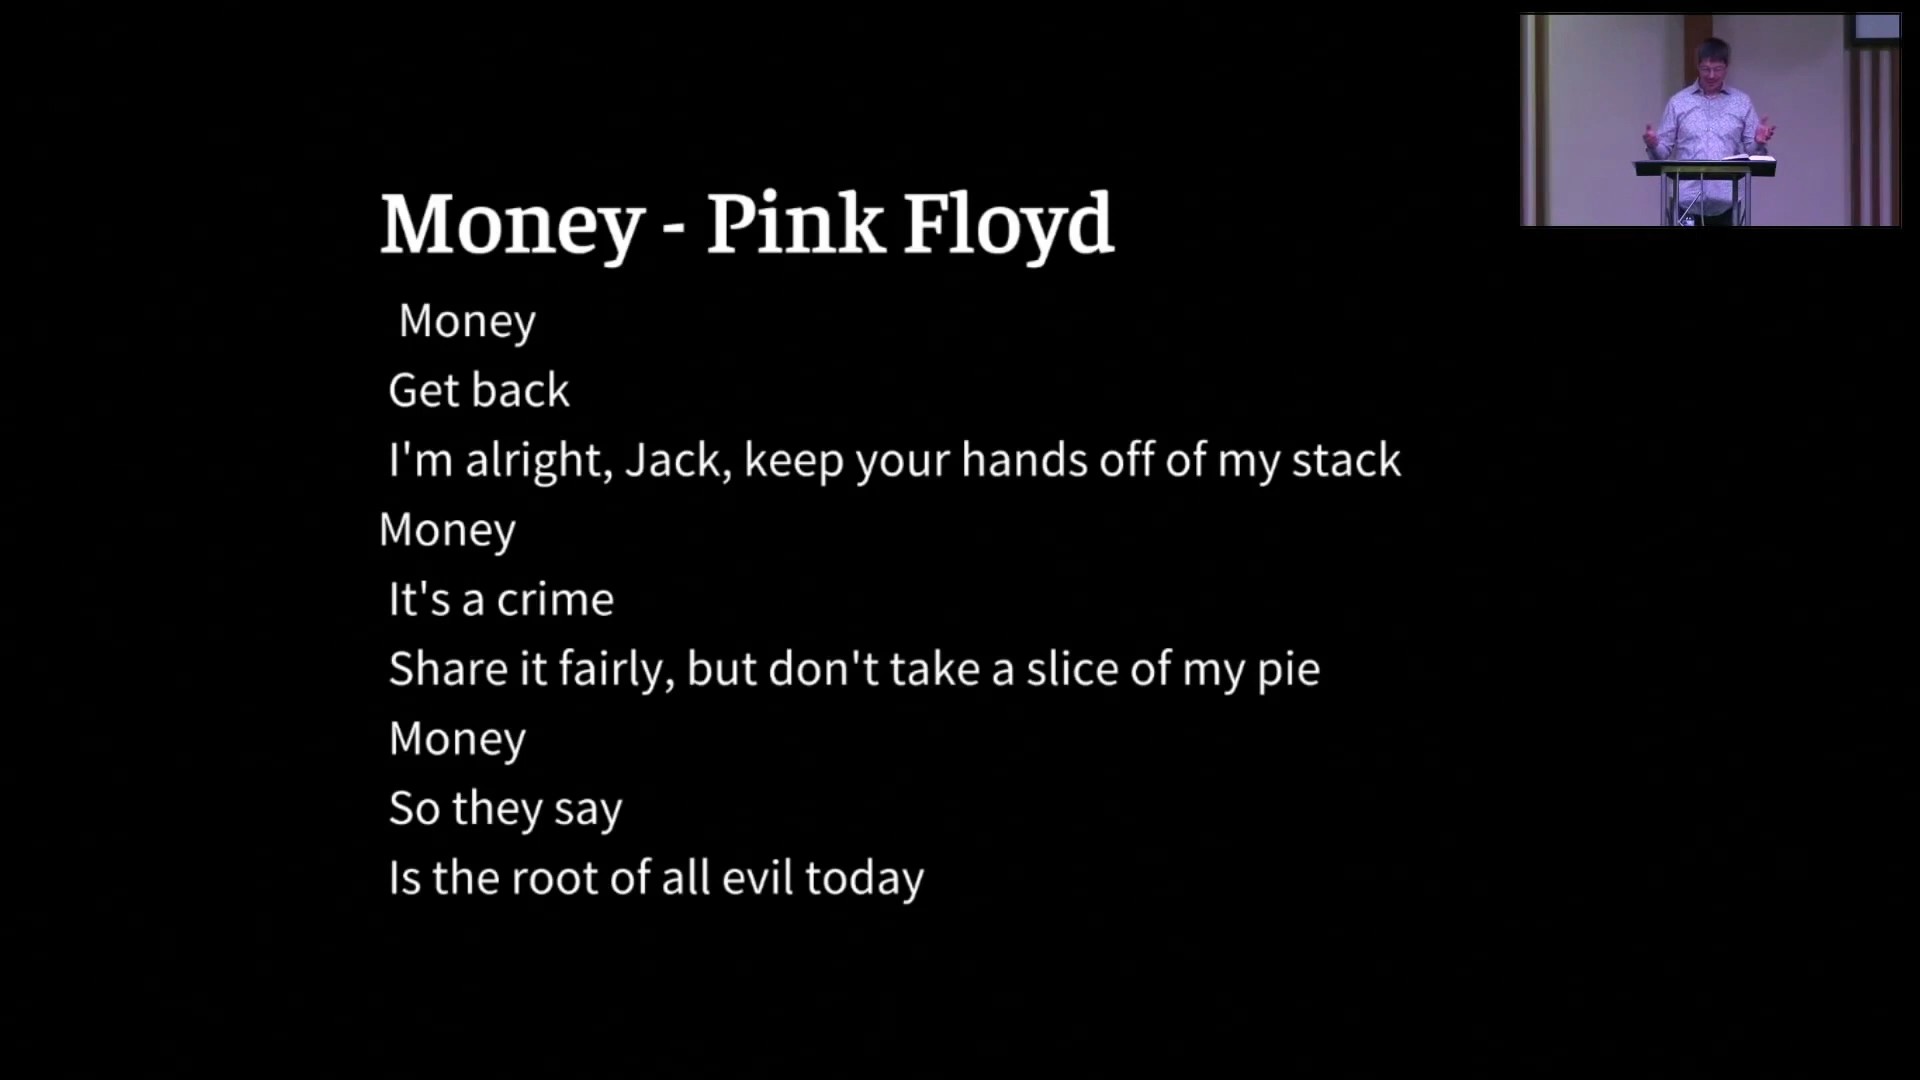 Money - Pink Floyd
Money
Get back
I'm alright, Jack, keep your hands off of my stack
Money
It's a crime
Share it fairly, but don't take a slice of my pie
Money
So they say
Is the root of all evil today